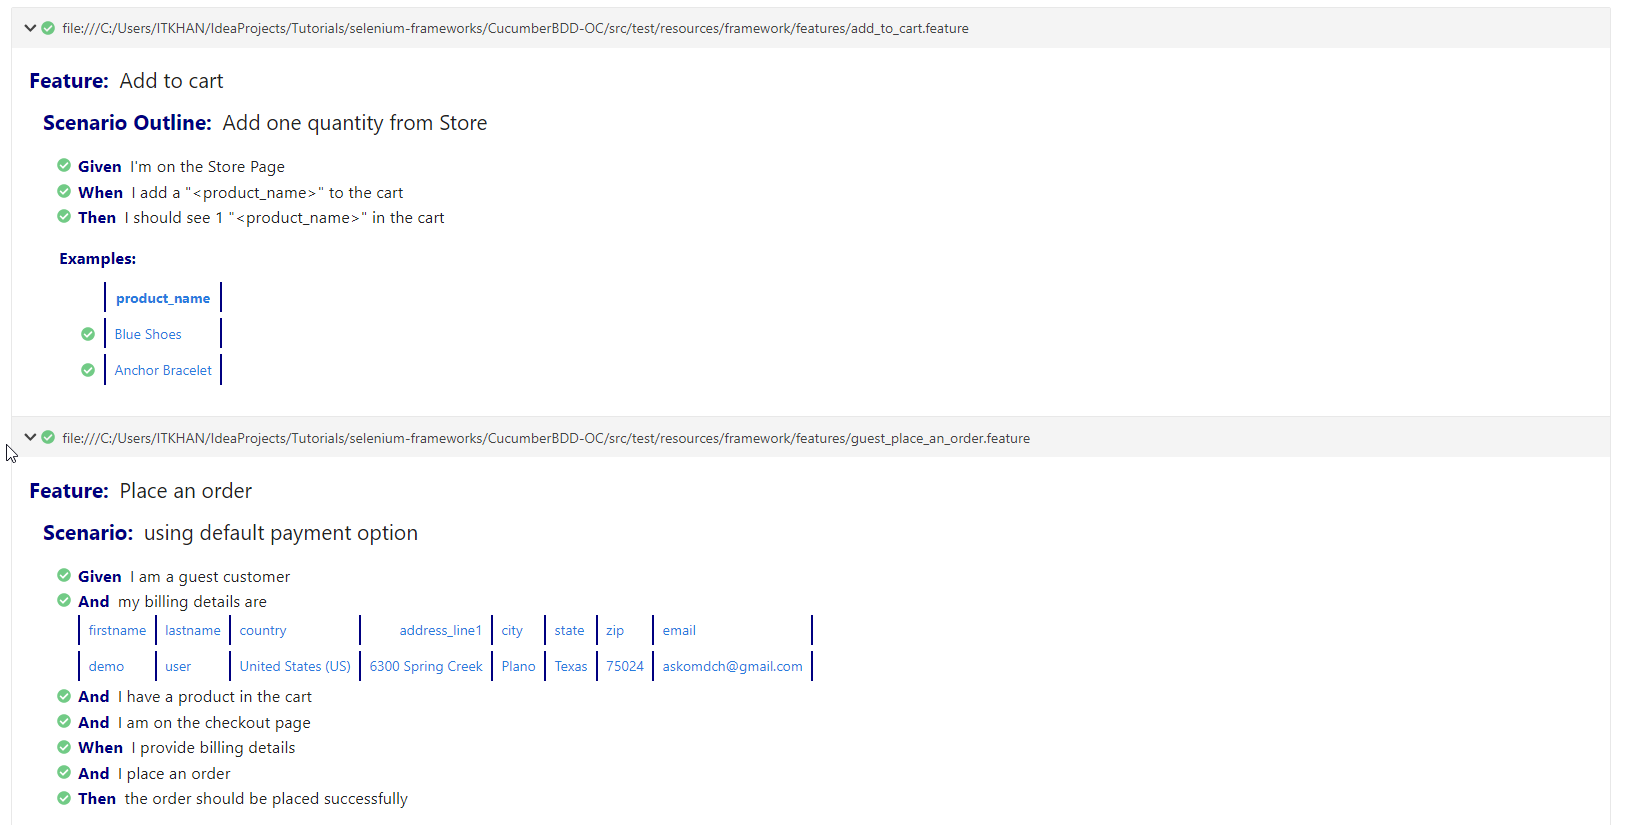 file:///C:/Users/ITKHAN/IdeaProjects/Tutorials/selenium-frameworks/CucumberBDD-OC/src/test/resources/framework/features/add_to_cart.feature
Feature: Add to cart
Scenario Outline: Add one quantity from Store
Given I'm on the Store Page
When I add a "<product_name>" to the cart
Then I should see 1 "<product_name>" in the cart
Examples:
product_name
Blue Shoes
Anchor Bracelet
file:///C:/Users/ITKHAN/IdeaProjects/Tutorials/selenium-frameworks/CucumberBDD-OC/src/test/resources/framework/features/guest_place_an_order.feature
Feature: Place an order
Scenario: using default payment option
Given I am a guest customer
And my billing details are
firstname lastname country address_line1 city state zip email
demo user United States (US) 6300 Spring Creek Plano Texas 75024 askomdch@gmail.com
And I have a product in the cart
And I am on the checkout page
When I provide billing details
And I place an order
Then the order should be placed successfully